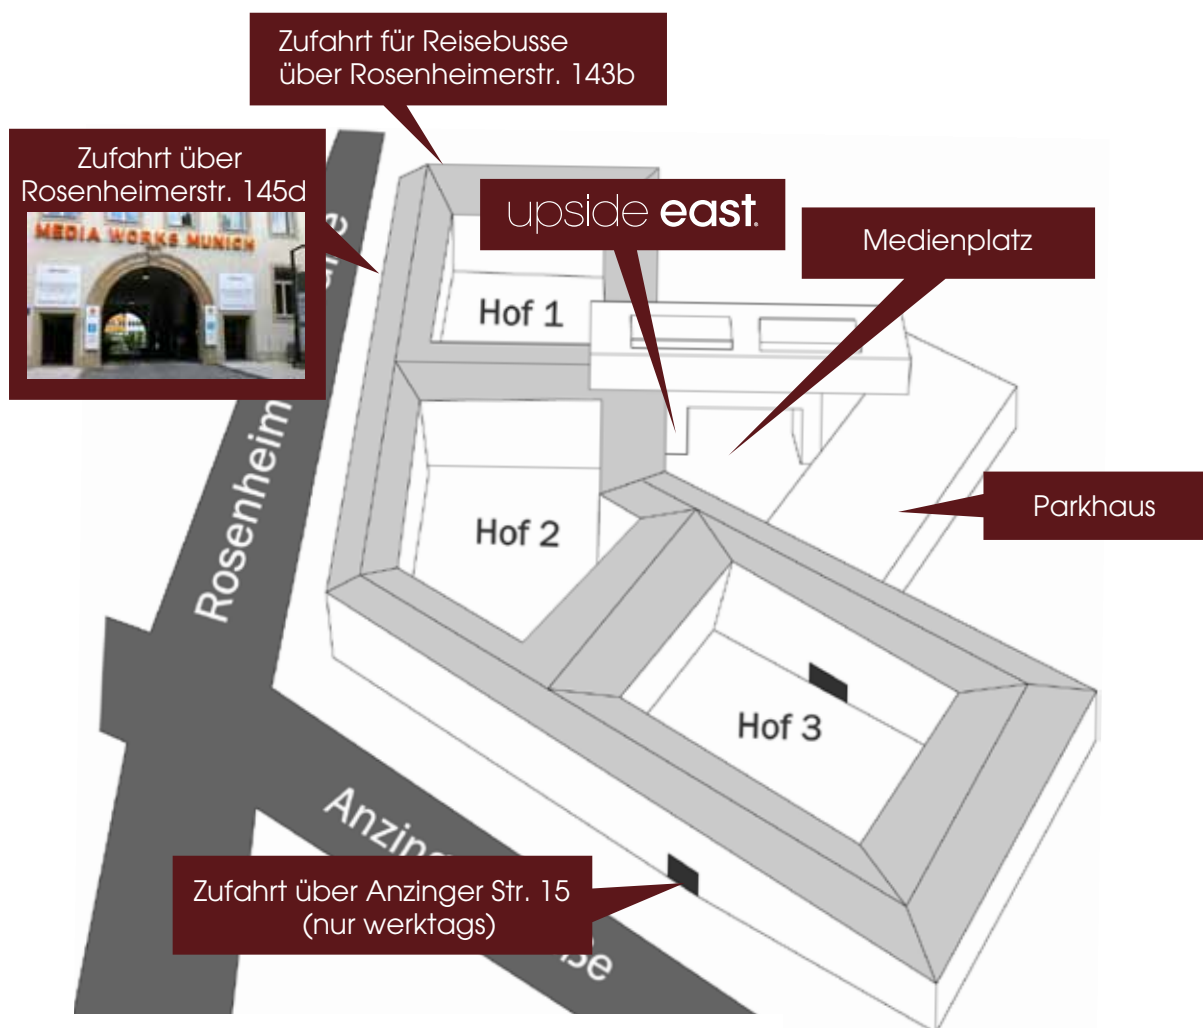 Zufahrt für Reisebusse
über Rosenheimerstr. 143b
Zufahrt über
Rosenheimerstr. 145d
MEDIA WORKS MUNICH
upside east.
Medienplatz
Hof 1
Parkhaus
Rosenheim
Hof 2
Hof 3
Anzing
Zufahrt über Anzinger Str. 15
(nur werktags)